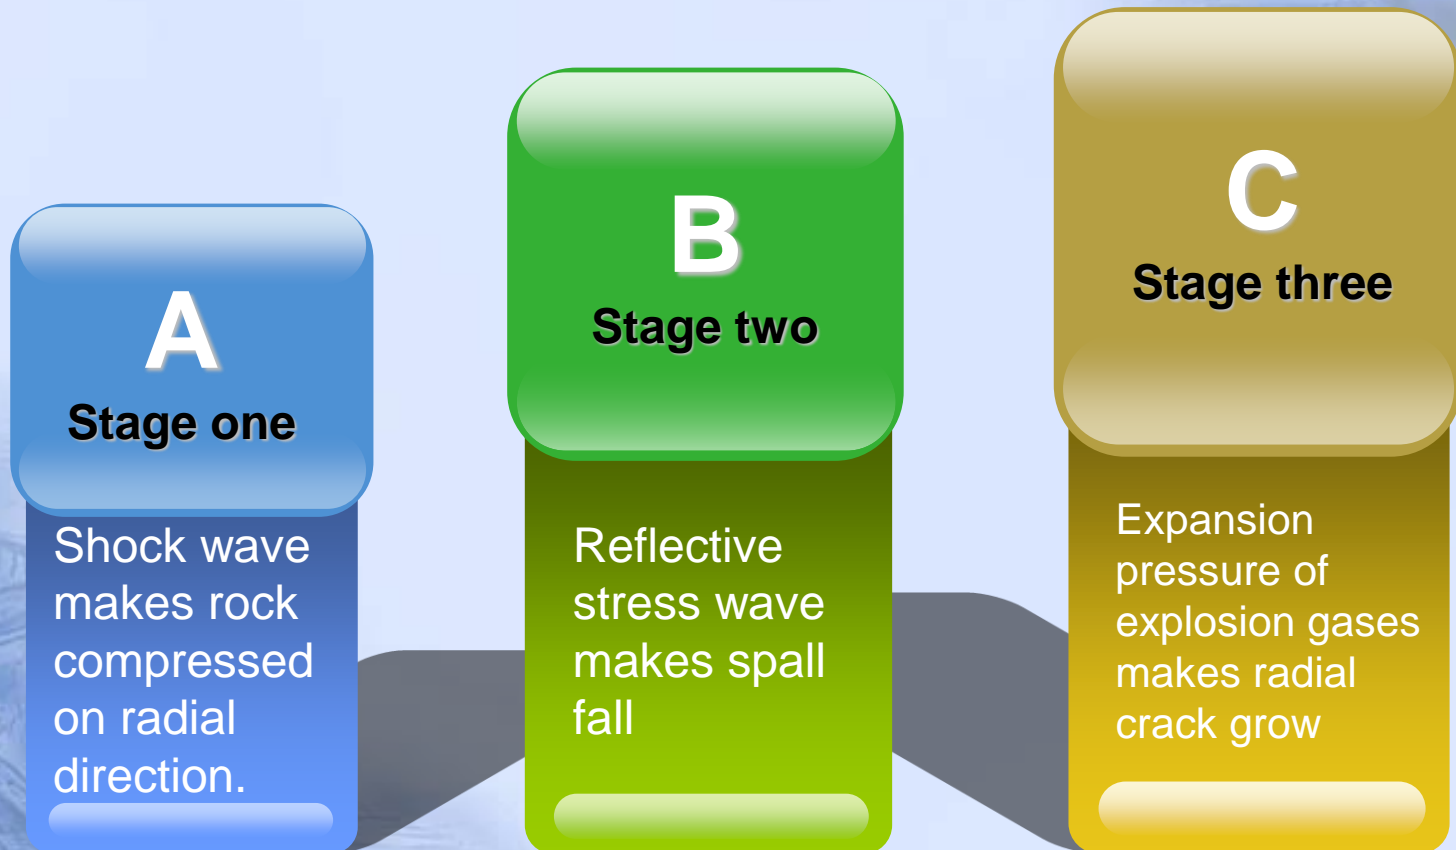 A
Stage one
Shock wave
makes rock
compressed
on radial
direction.
B
Stage two
Reflective
stress wave
makes spall
fall
C
Stage three
Expansion
pressure of
explosion gases
makes radial
crack grow